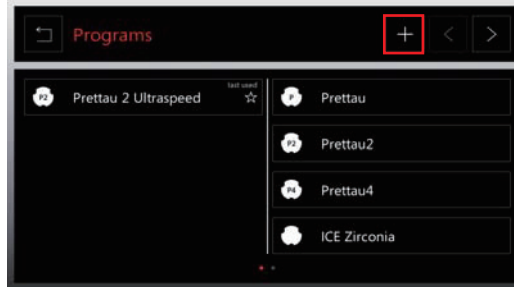 Programs
last used
P2 Prettau 2 Ultraspeed
P Prettau
P2 Prettau2
P4 Prettau4
ICE Zirconia